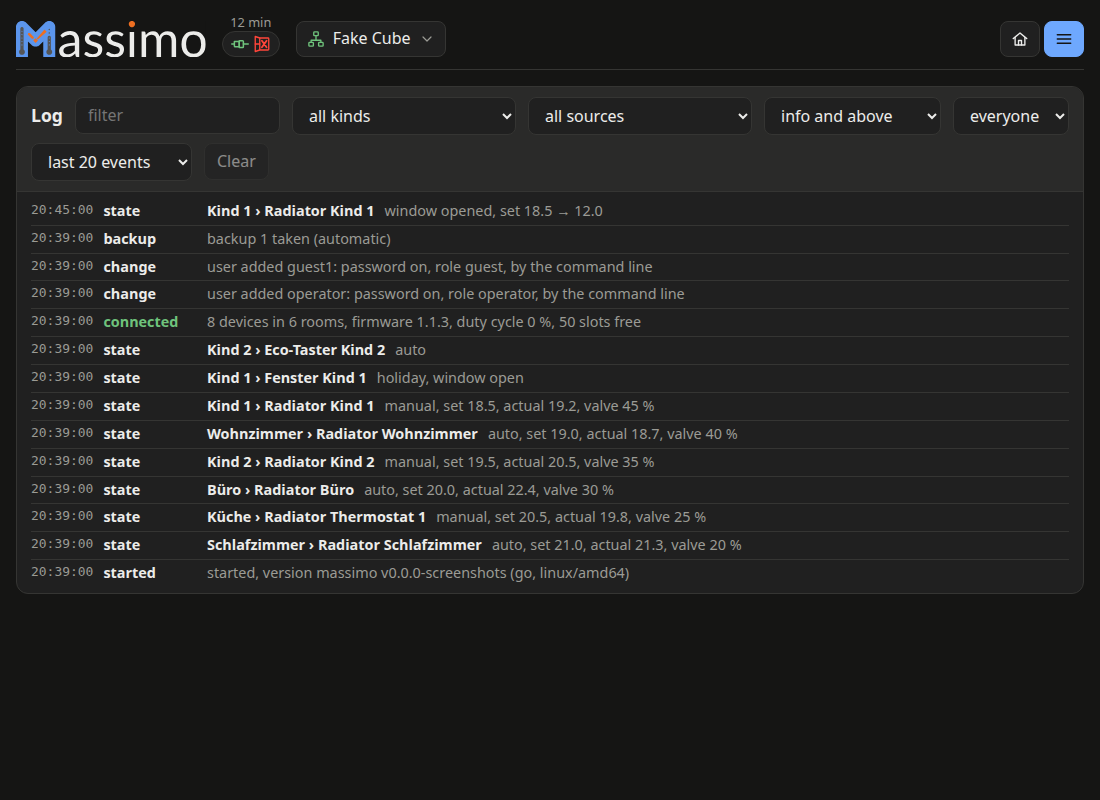 Massimo
12 min
Fake Cube
Log
filter
all kinds
all sources
info and above
everyone
last 20 events
Clear
20:45:00 state Kind 1 › Radiator Kind 1 window opened, set 18.5 → 12.0
20:39:00 backup backup 1 taken (automatic)
20:39:00 change user added guest1: password on, role guest, by the command line
20:39:00 change user added operator: password on, role operator, by the command line
20:39:00 connected 8 devices in 6 rooms, firmware 1.1.3, duty cycle 0 %, 50 slots free
20:39:00 state Kind 2 › Eco-Taster Kind 2 auto
20:39:00 state Kind 1 › Fenster Kind 1 holiday, window open
20:39:00 state Kind 1 › Radiator Kind 1 manual, set 18.5, actual 19.2, valve 45 %
20:39:00 state Wohnzimmer › Radiator Wohnzimmer auto, set 19.0, actual 18.7, valve 40 %
20:39:00 state Kind 2 › Radiator Kind 2 manual, set 19.5, actual 20.5, valve 35 %
20:39:00 state Büro › Radiator Büro auto, set 20.0, actual 22.4, valve 30 %
20:39:00 state Küche › Radiator Thermostat 1 manual, set 20.5, actual 19.8, valve 25 %
20:39:00 state Schlafzimmer › Radiator Schlafzimmer auto, set 21.0, actual 21.3, valve 20 %
20:39:00 started started, version massimo v0.0.0-screenshots (go, linux/amd64)